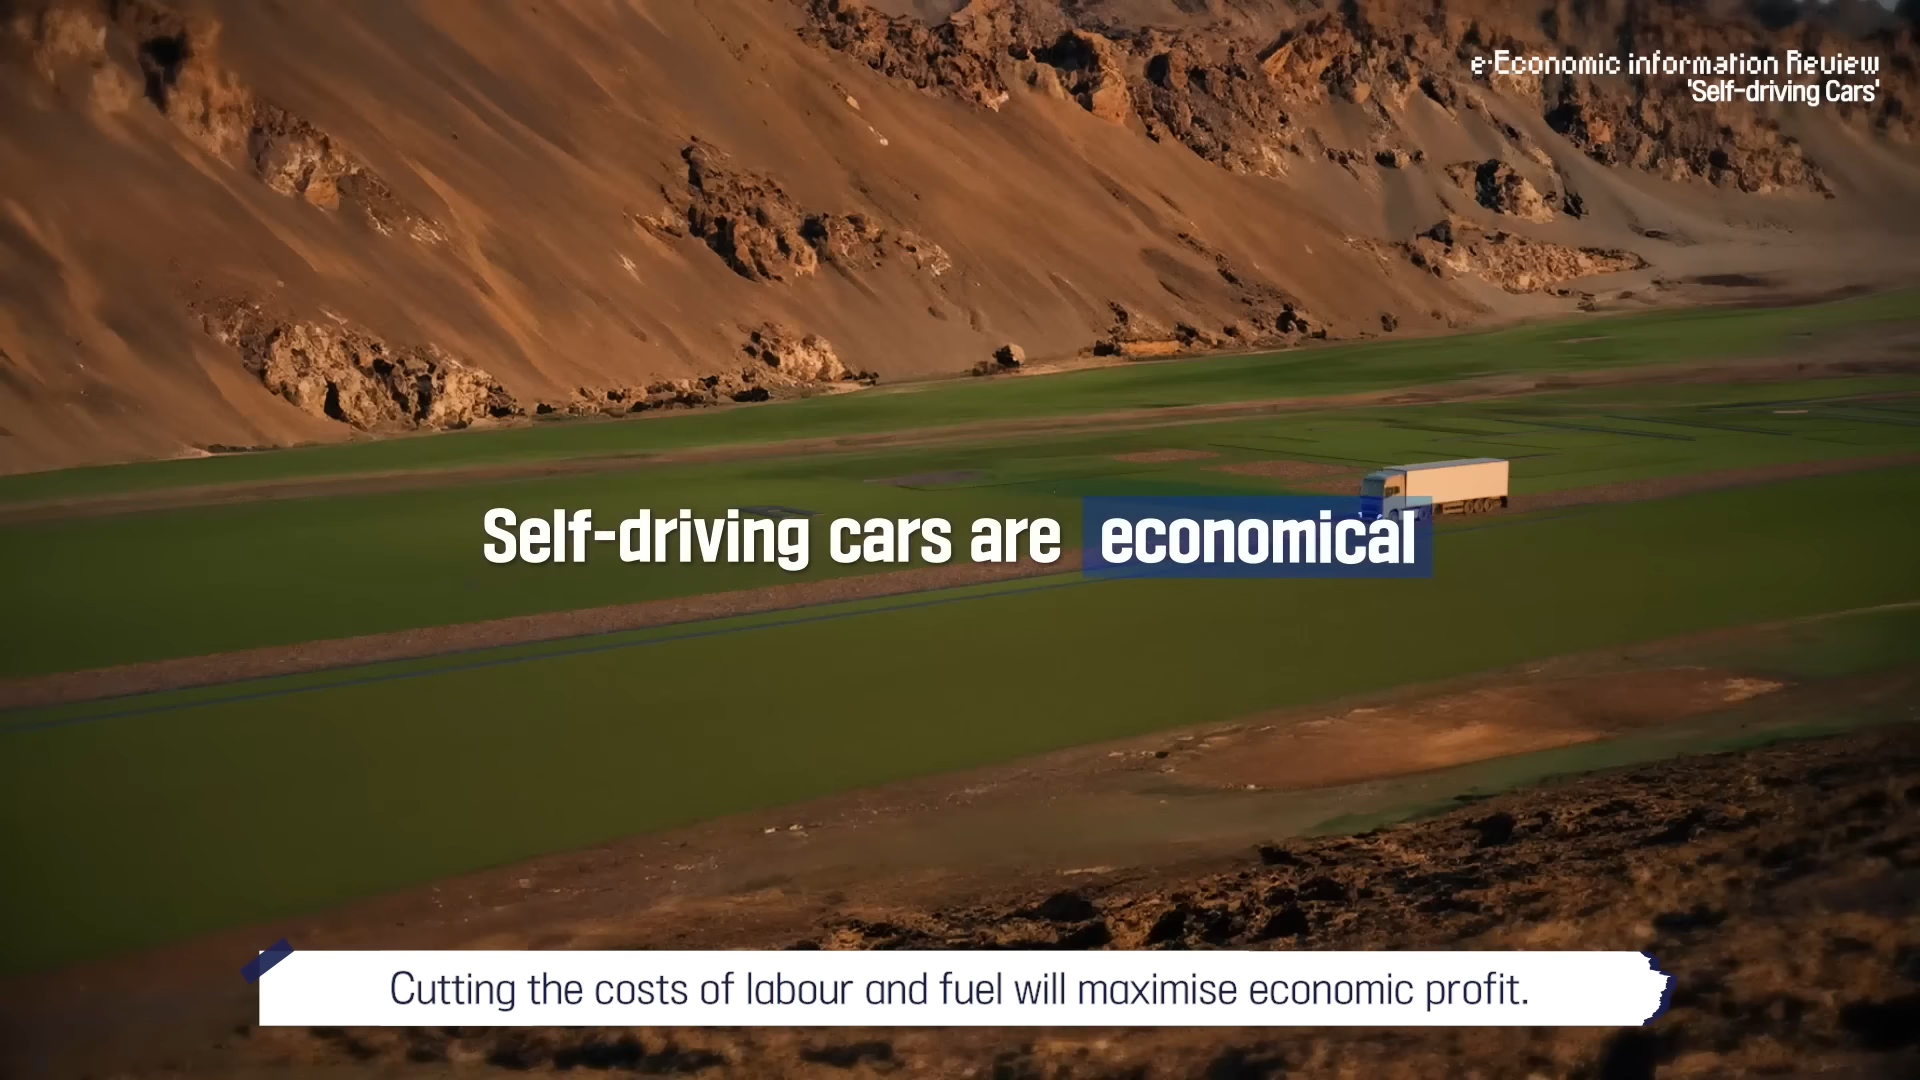 e·Economic information Review
'Self-driving Cars'
Self-driving cars are economical
Cutting the costs of labour and fuel will maximise economic profit.